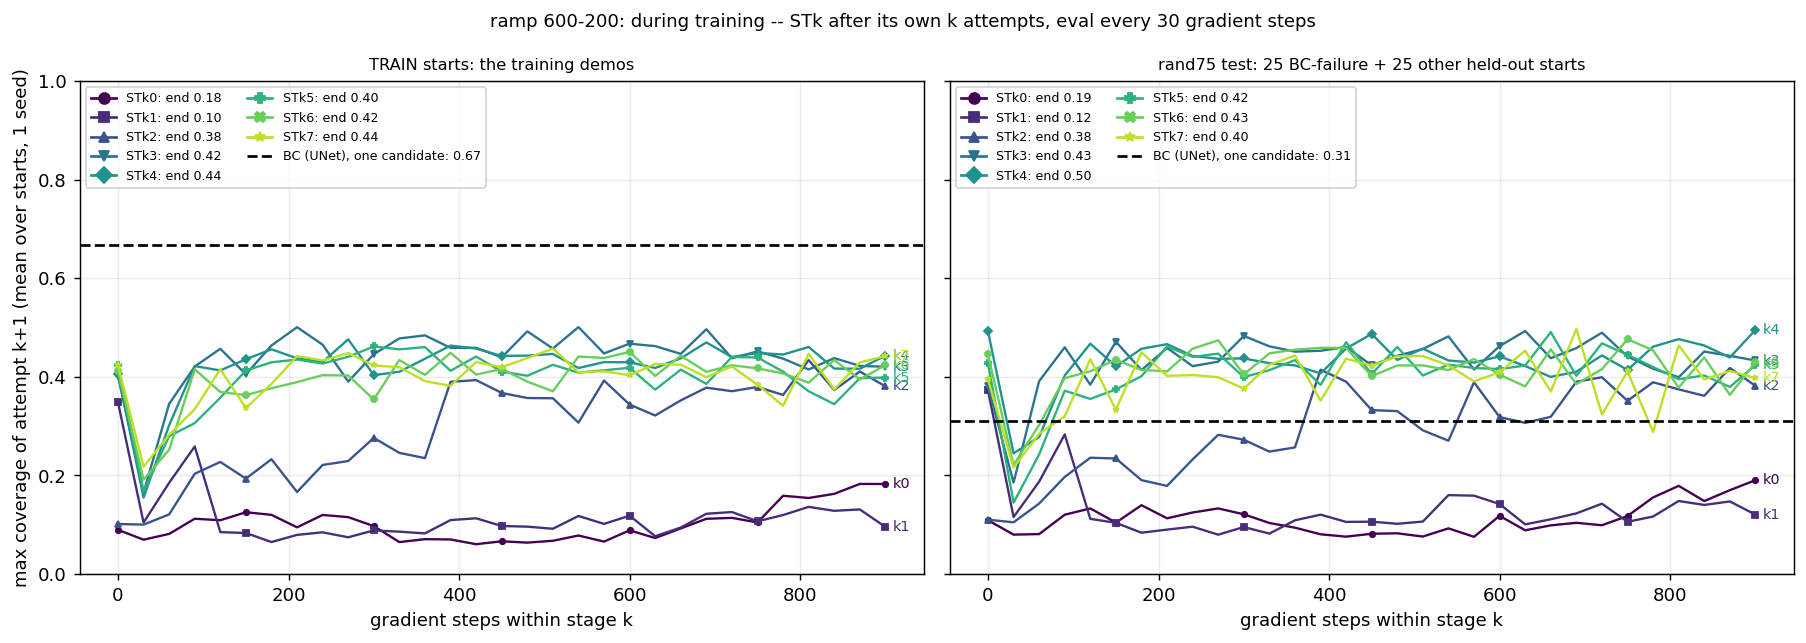 ramp 600-200: during training -- STk after its own k attempts, eval every 30 gradient steps
TRAIN starts: the training demos
max coverage of attempt k+1 (mean over starts, 1 seed)
1.0
0.8
0.6
0.4
0.2
0.0
STk0: end 0.18
STk1: end 0.10
STk2: end 0.38
STk3: end 0.42
STk4: end 0.44
STk5: end 0.40
STk6: end 0.42
STk7: end 0.44
BC (UNet), one candidate: 0.67
k4
k2
k0
k1
0
200
400
600
800
gradient steps within stage k
rand75 test: 25 BC-failure + 25 other held-out starts
STk0: end 0.19
STk1: end 0.12
STk2: end 0.38
STk3: end 0.43
STk4: end 0.50
STk5: end 0.42
STk6: end 0.43
STk7: end 0.40
BC (UNet), one candidate: 0.31
k4
k7
k2
k0
k1
0
200
400
600
800
gradient steps within stage k